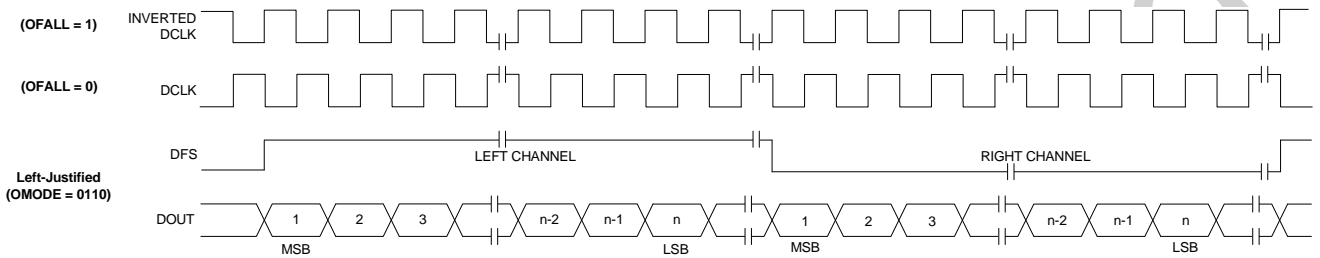 (OFALL = 1)
INVERTED
DCLK
(OFALL = 0)
DCLK
DFS
LEFT CHANNEL
RIGHT CHANNEL
Left-Justified
(OMODE = 0110)
DOUT
1 2 3 n-2 n-1 n 1 2 3 n-2 n-1 n
MSB LSB MSB LSB